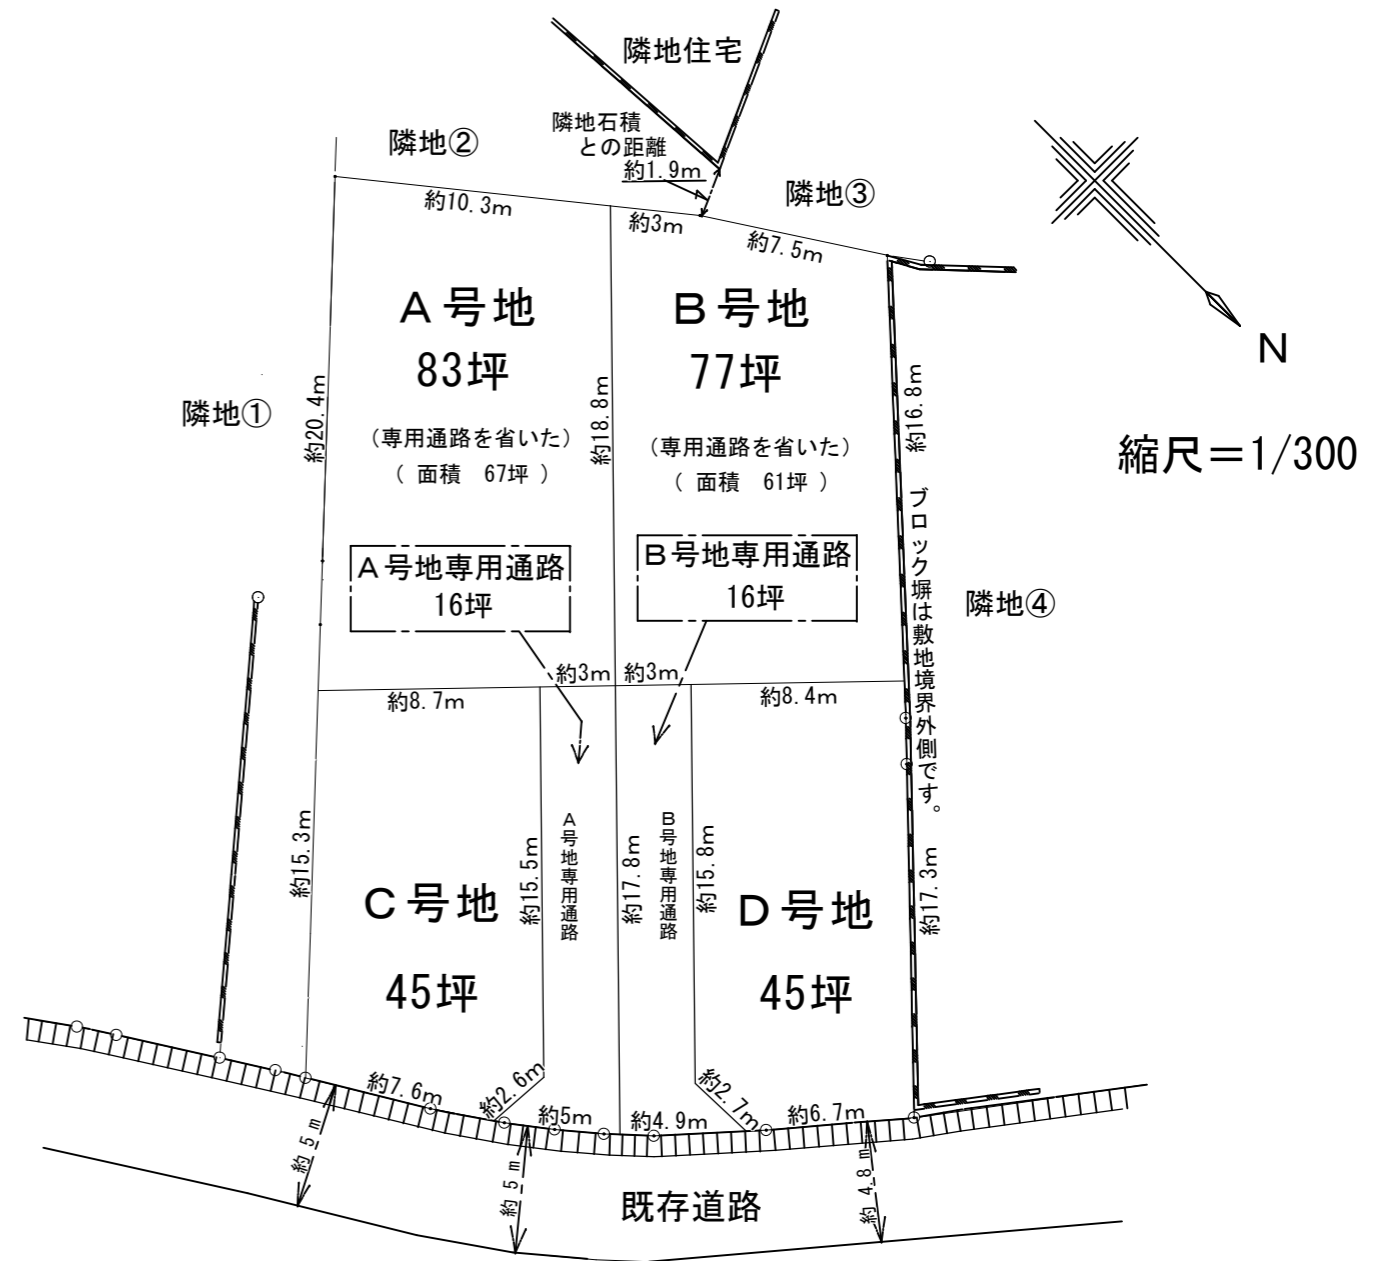 隣地住宅
隣地石積
との距離
約1.9m
隣地②
隣地③
約10.3m
約3m
約7.5m
A号地
83坪
(専用通路を省いた)
( 面積 67坪 )
B号地
77坪
(専用通路を省いた)
( 面積 61坪 )
隣地①
約20.4m
約18.8m
約16.8m
N
縮尺=1/300
A号地専用通路
16坪
B号地専用通路
16坪
ブロック塀は敷地境界外側です。
隣地④
約3m
約3m
約8.7m
約8.4m
約15.3m
約15.5m
A号地専用通路
約17.8m
B号地専用通路
約15.8m
約17.3m
C号地
45坪
D号地
45坪
約7.6m
約2.6m
約5m
約4.9m
約2.7m
約6.7m
約5m
約5m
約4.8m
既存道路